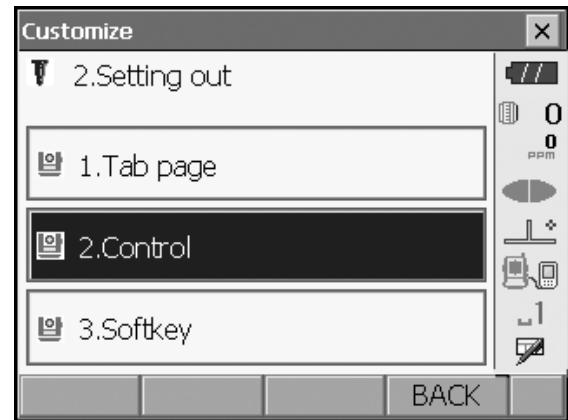 Customize
2.Setting out
0
0
ppm
1.Tab page
2.Control
3.Softkey
1
BACK